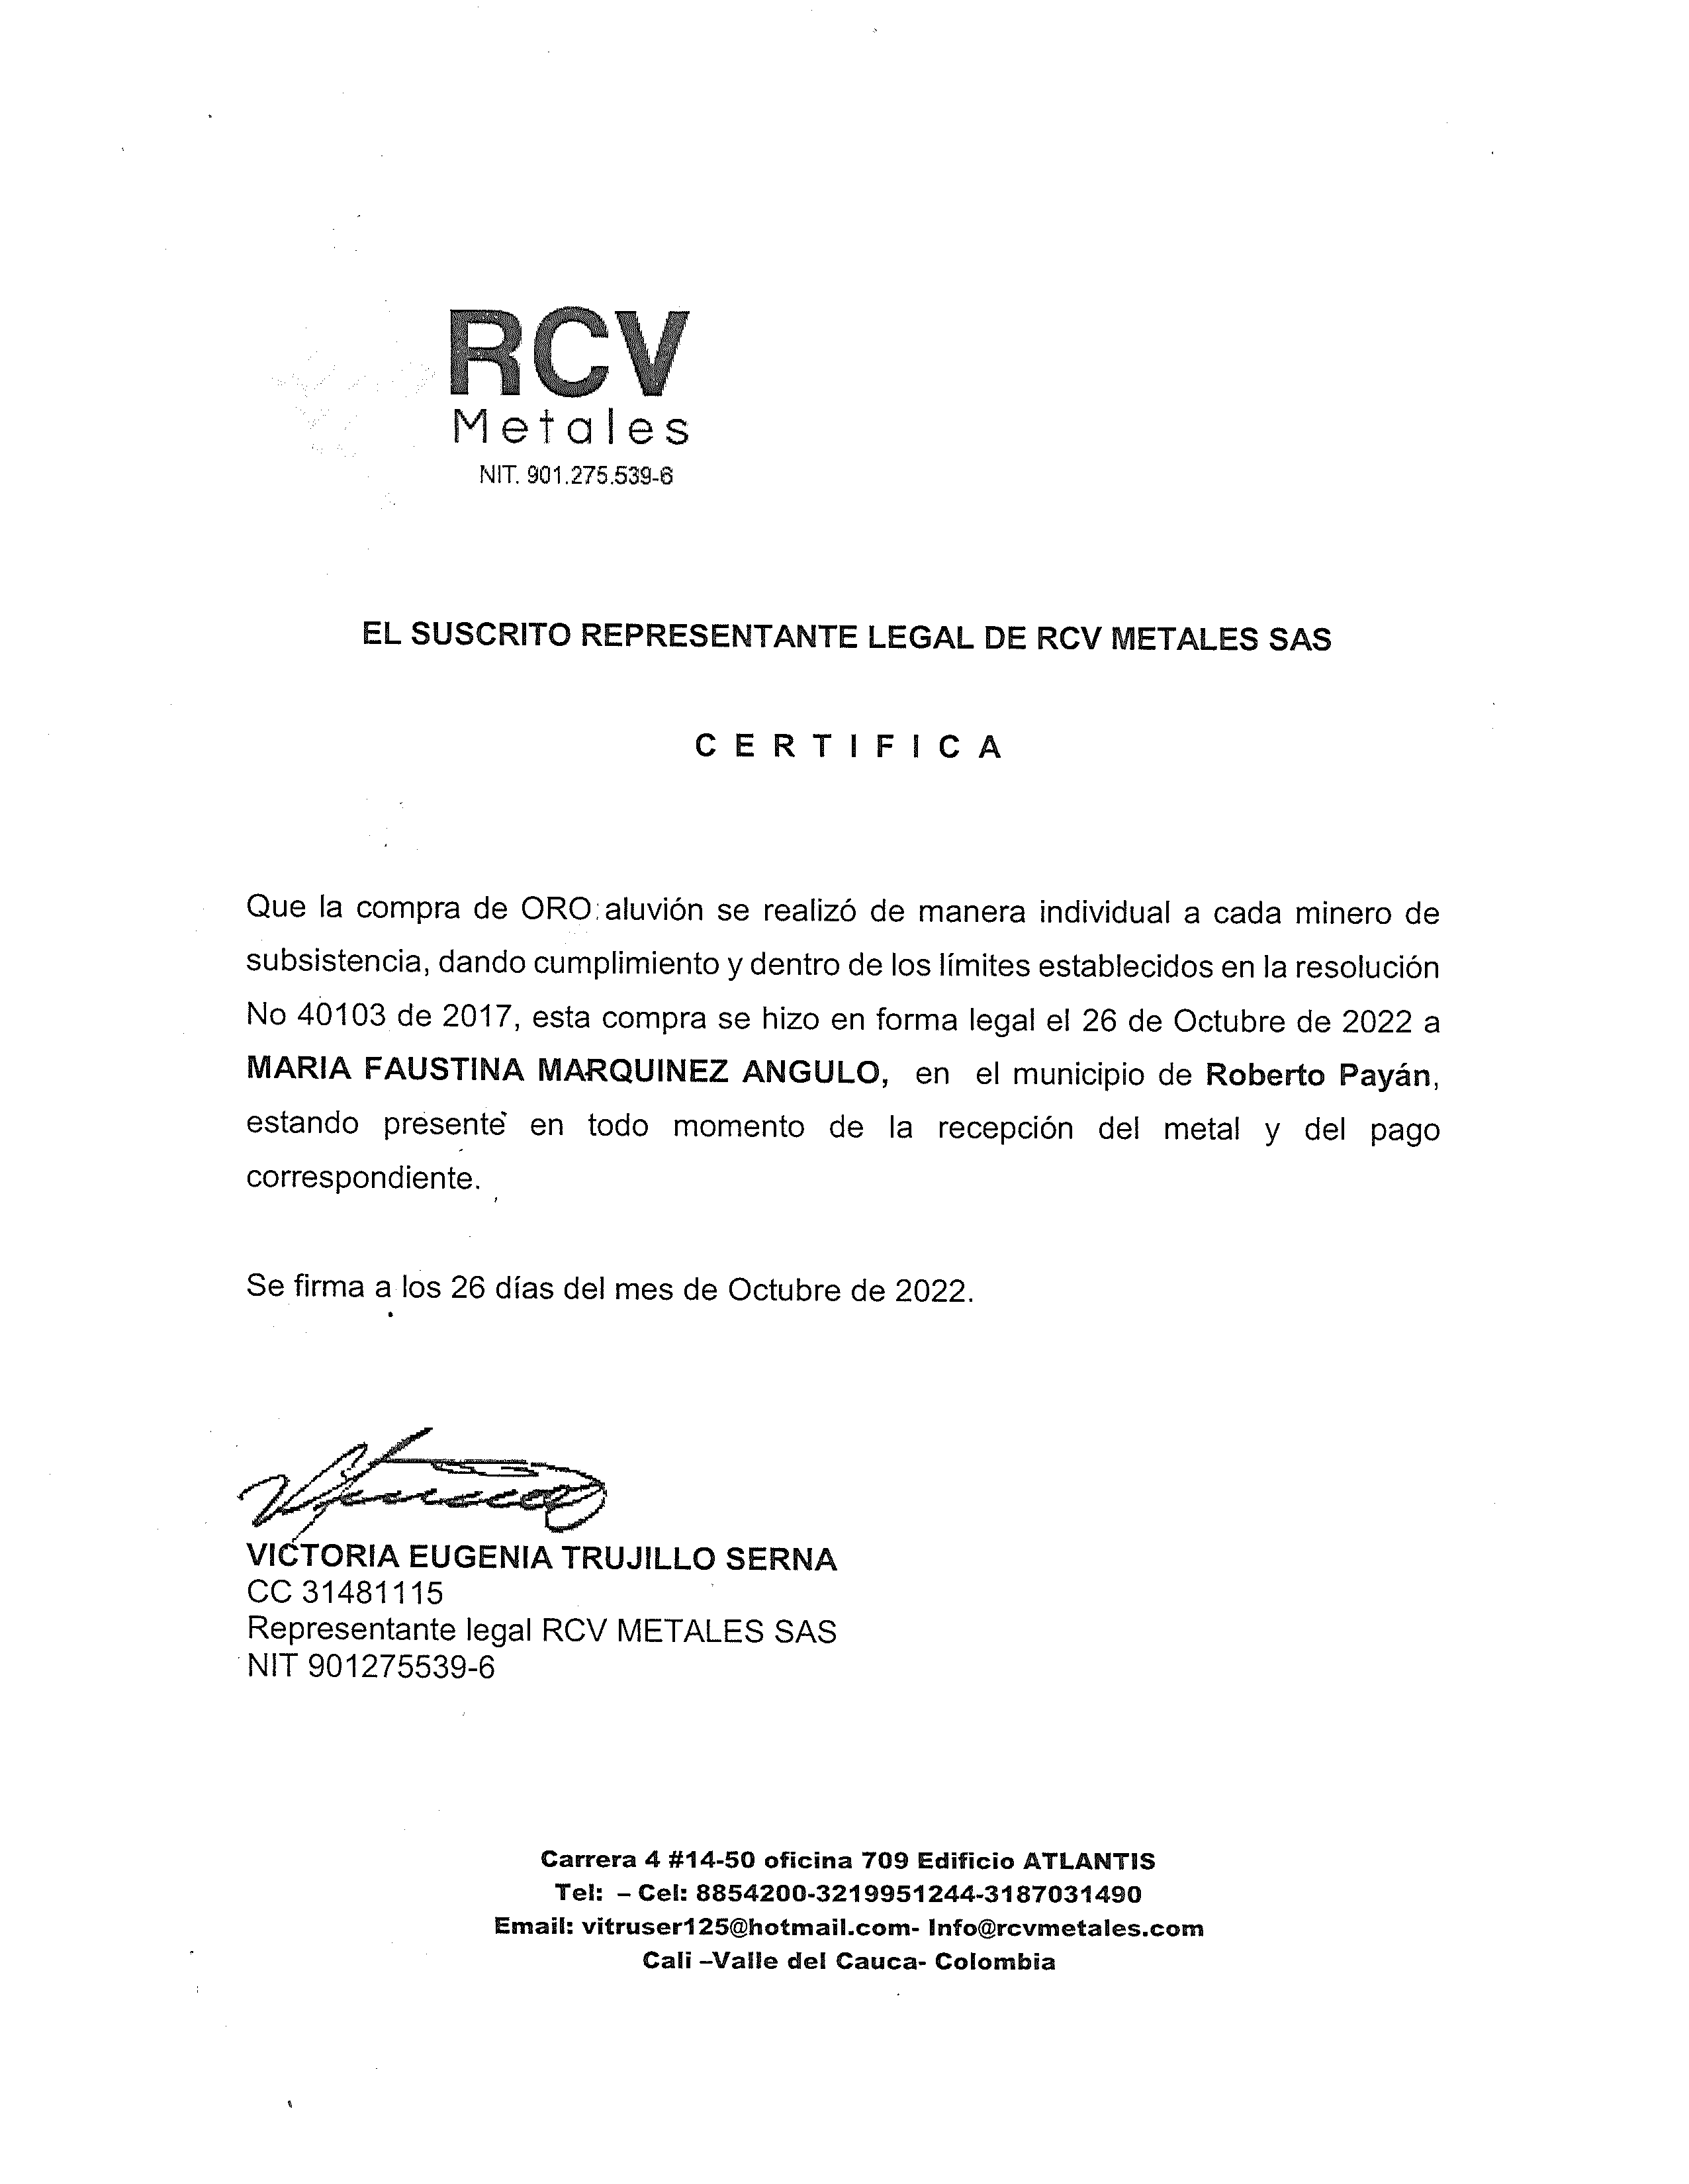 RCV
Metales
NIT. 901.275.539-6
EL SUSCRITO REPRESENTANTE LEGAL DE RCV METALES SAS
C E R T I F I C A
Que la compra de ORO aluvión se realizó de manera individual a cada minero de
subsistencia, dando cumplimiento y dentro de los límites establecidos en la resolución
No 40103 de 2017, esta compra se hizo en forma legal el 26 de Octubre de 2022 a
MARIA FAUSTINA MARQUINEZ ANGULO, en el municipio de Roberto Payán,
estando presente en todo momento de la recepción del metal y del pago
correspondiente.
Se firma a los 26 días del mes de Octubre de 2022.
VICTORIA EUGENIA TRUJILLO SERNA
CC 31481115
Representante legal RCV METALES SAS
NIT 901275539-6
Carrera 4 #14-50 oficina 709 Edificio ATLANTIS
Tel: – Cel: 8854200-3219951244-3187031490
Email: vitruser125@hotmail.com- Info@rcvmetales.com
Cali –Valle del Cauca- Colombia